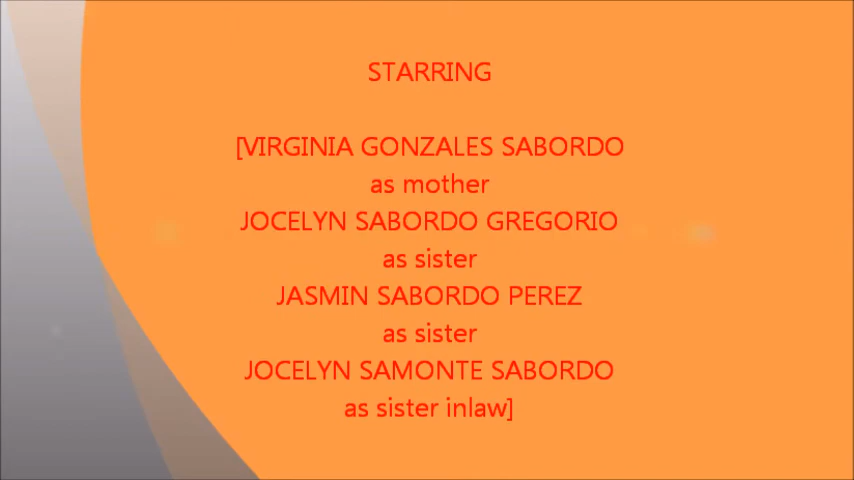 STARRING
[VIRGINIA GONZALES SABORDO
as mother
JOCELYN SABORDO GREGORIO
as sister
JASMIN SABORDO PEREZ
as sister
JOCELYN SAMONTE SABORDO
as sister inlaw]